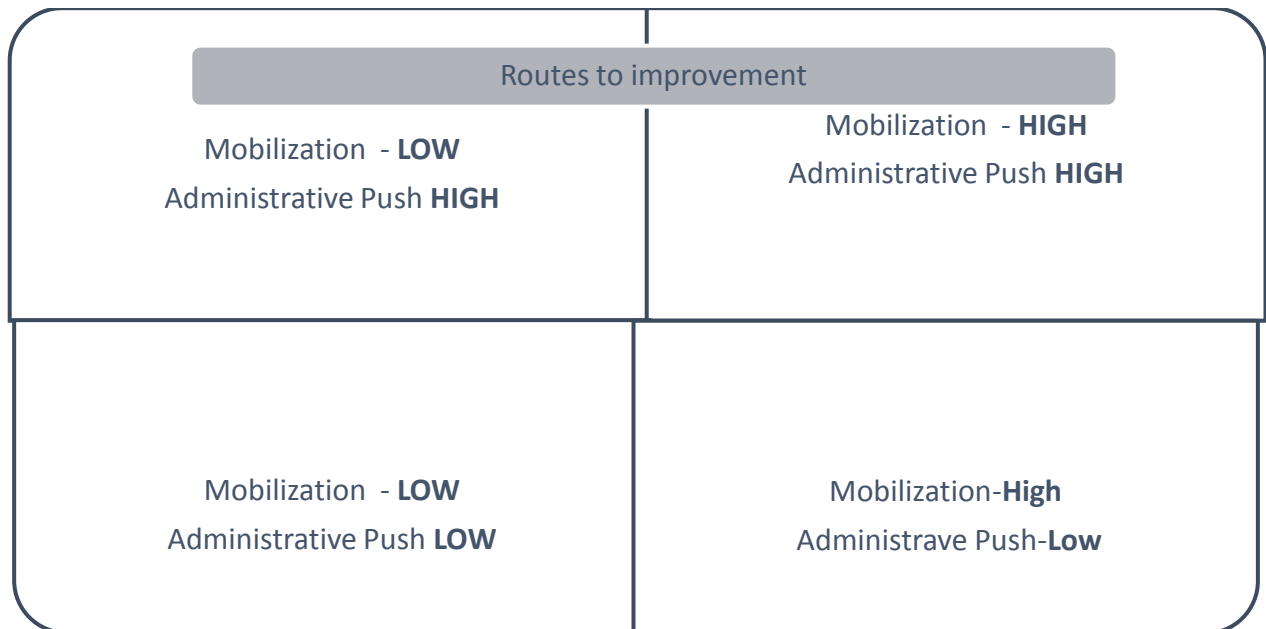 Routes to improvement
Mobilization - LOW
Administrative Push HIGH
Mobilization - HIGH
Administrative Push HIGH
Mobilization - LOW
Administrative Push LOW
Mobilization-High
Administrave Push-Low